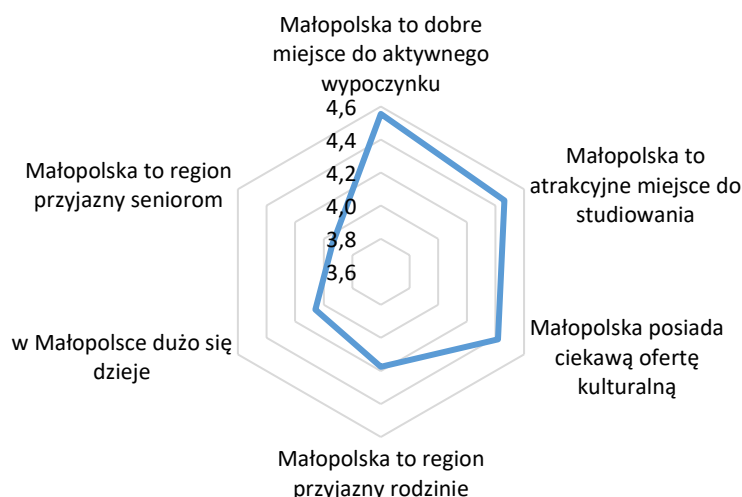 Małopolska to dobre
miejsce do aktywnego
wypoczynku
4,6
4,4
4,2
4,0
3,8
3,6
Małopolska to
atrakcyjne miejsce do
studiowania
Małopolska posiada
ciekawą ofertę
kulturalną
Małopolska to region
przyjazny rodzinie
w Małopolsce dużo się
dzieje
Małopolska to region
przyjazny seniorom